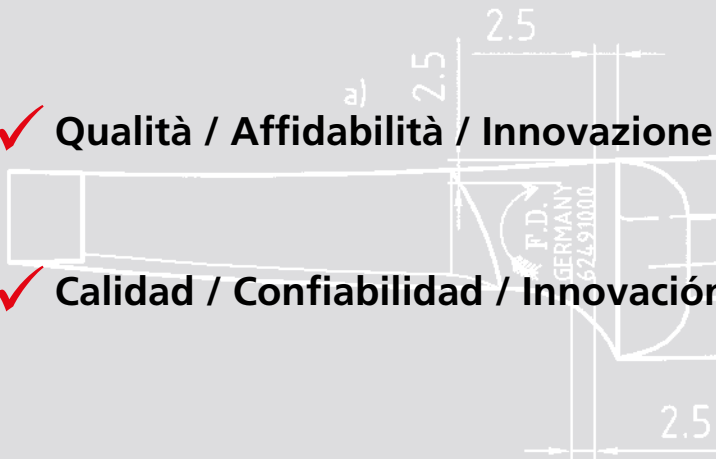 2.5
2.5
a)
Qualità / Affidabilità / Innovazione
F.D.
GERMANY
62491000
Calidad / Confiabilidad / Innovación
2.5